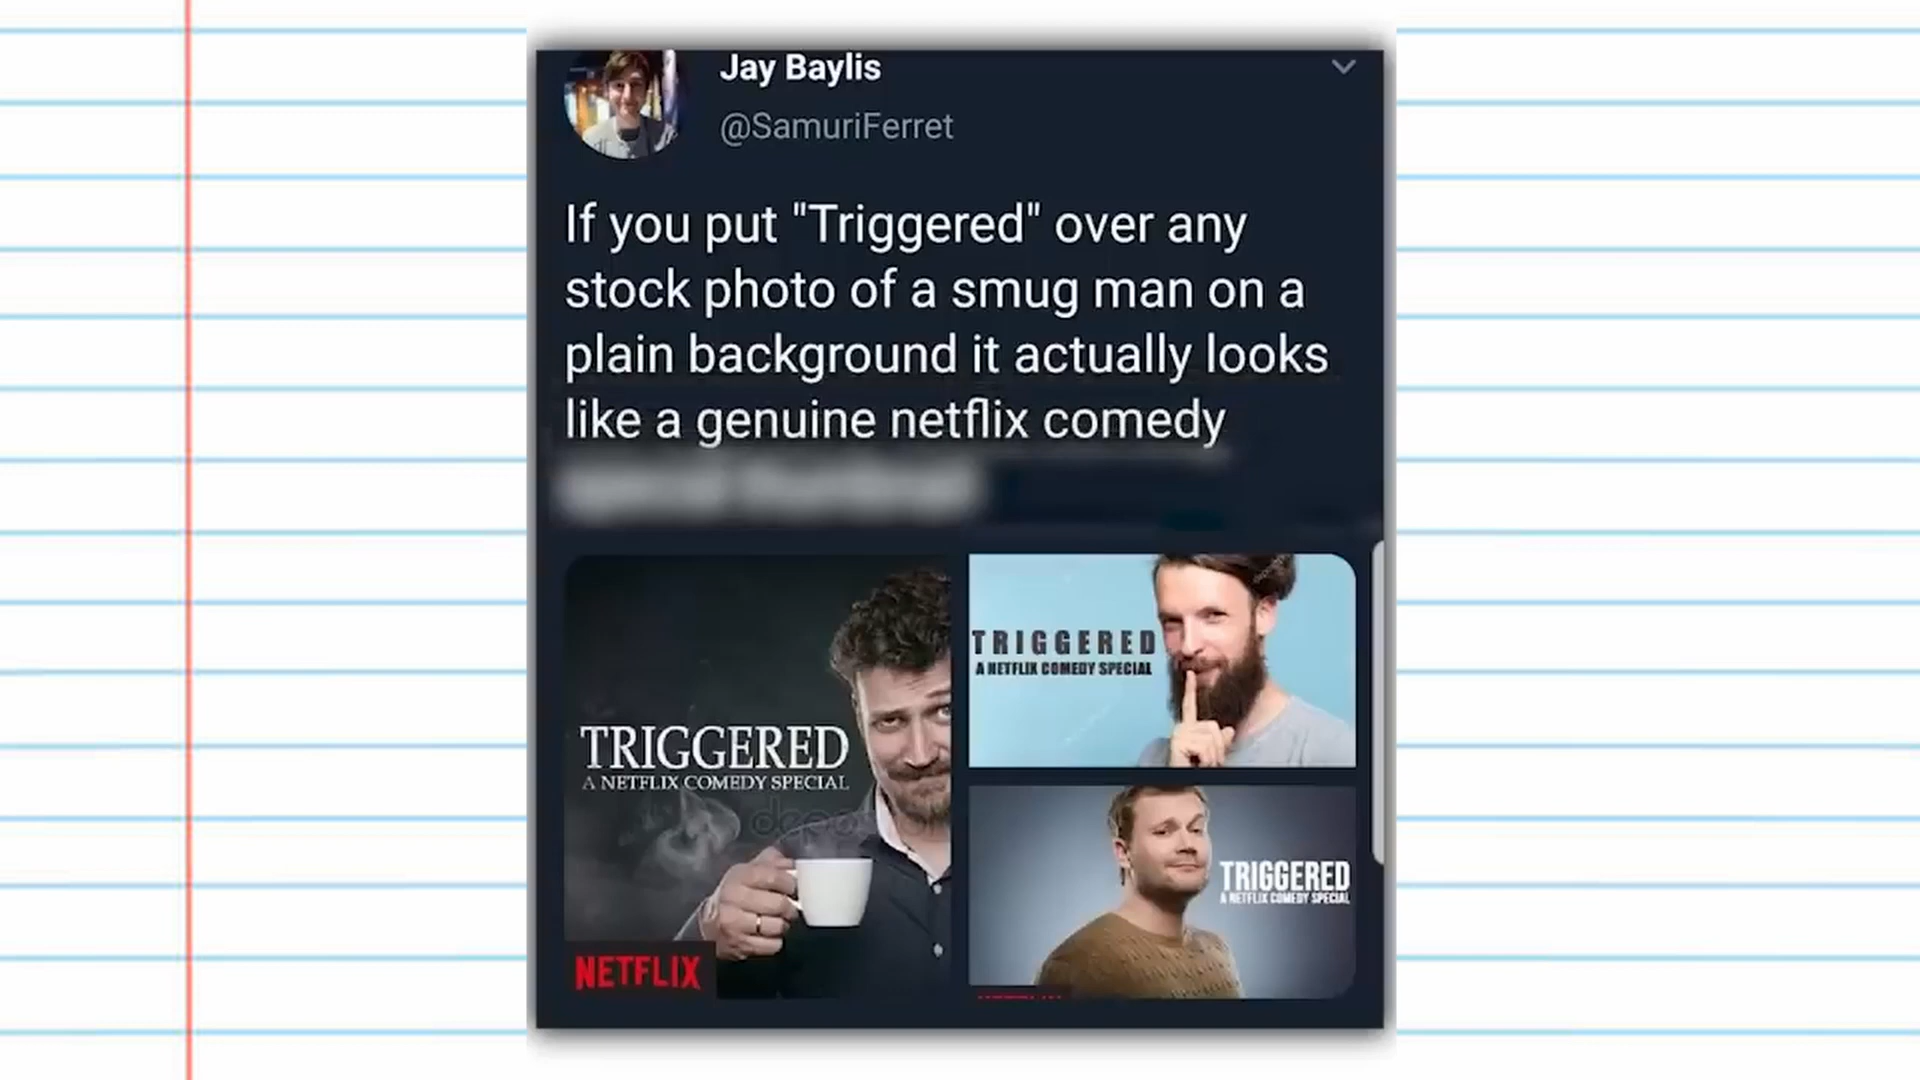 Jay Baylis
@SamuriFerret
If you put "Triggered" over any
stock photo of a smug man on a
plain background it actually looks
like a genuine netflix comedy
TRIGGERED
A NETFLIX COMEDY SPECIAL
NETFLIX
TRIGGERED
A NETFLIX COMEDY SPECIAL
TRIGGERED
A NETFLIX COMEDY SPECIAL